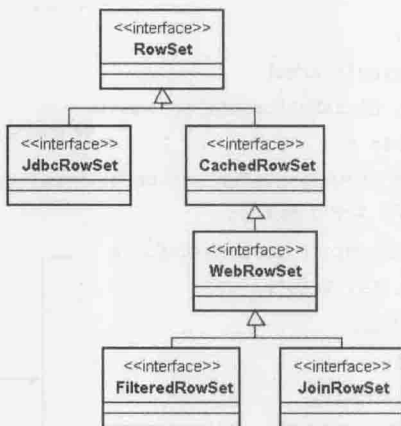 <<interface>>
RowSet
<<interface>>
JdbcRowSet
<<interface>>
CachedRowSet
<<interface>>
WebRowSet
<<interface>>
FilteredRowSet
<<interface>>
JoinRowSet